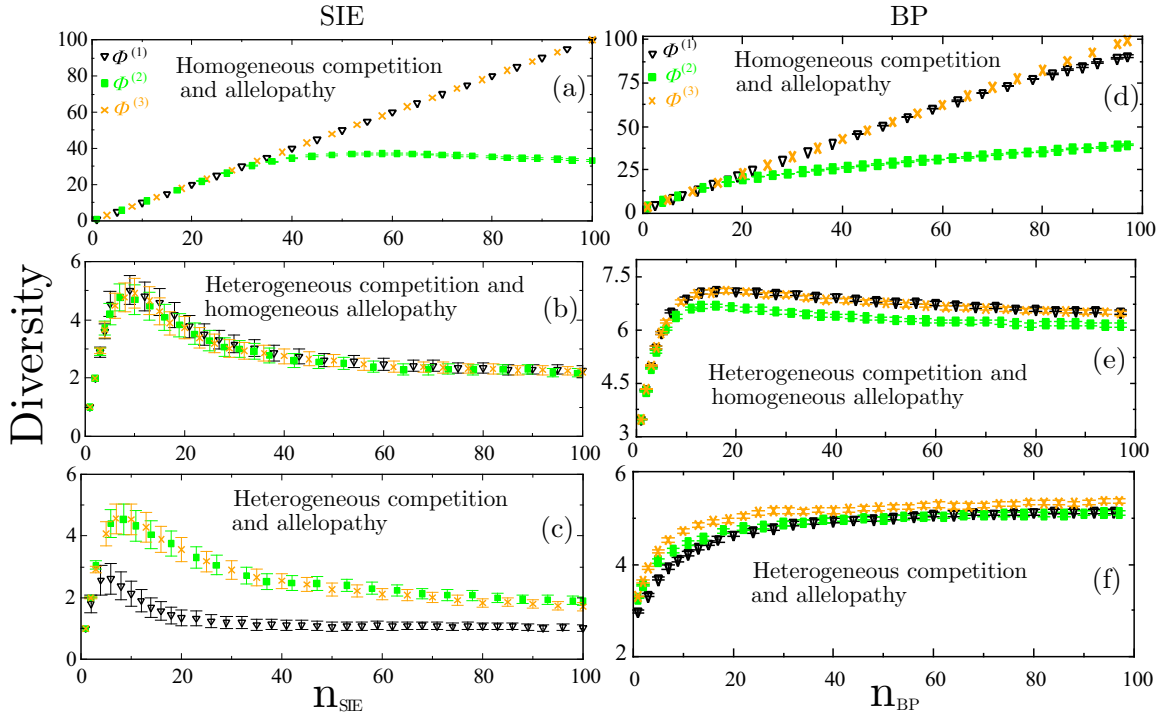 SIE
BP
Diversity
100
80
60
40
20
0
Φ(1)
Φ(2)
Φ(3)
Homogeneous competition
and allelopathy
(a)
0 20 40 60 80 100
100
75
50
25
0
Φ(1)
Φ(2)
Φ(3)
Homogeneous competition
and allelopathy
(d)
0 20 40 60 80 100
6
4
2
0
Heterogeneous competition and
homogeneous allelopathy
(b)
0 20 40 60 80 100
7.5
6
4.5
3
Heterogeneous competition and
homogeneous allelopathy
(e)
0 20 40 60 80 100
6
4
2
0
Heterogeneous competition
and allelopathy
(c)
0 20 40 60 80 100
nSIE
6
4
2
Heterogeneous competition
and allelopathy
(f)
0 20 40 60 80 100
nBP